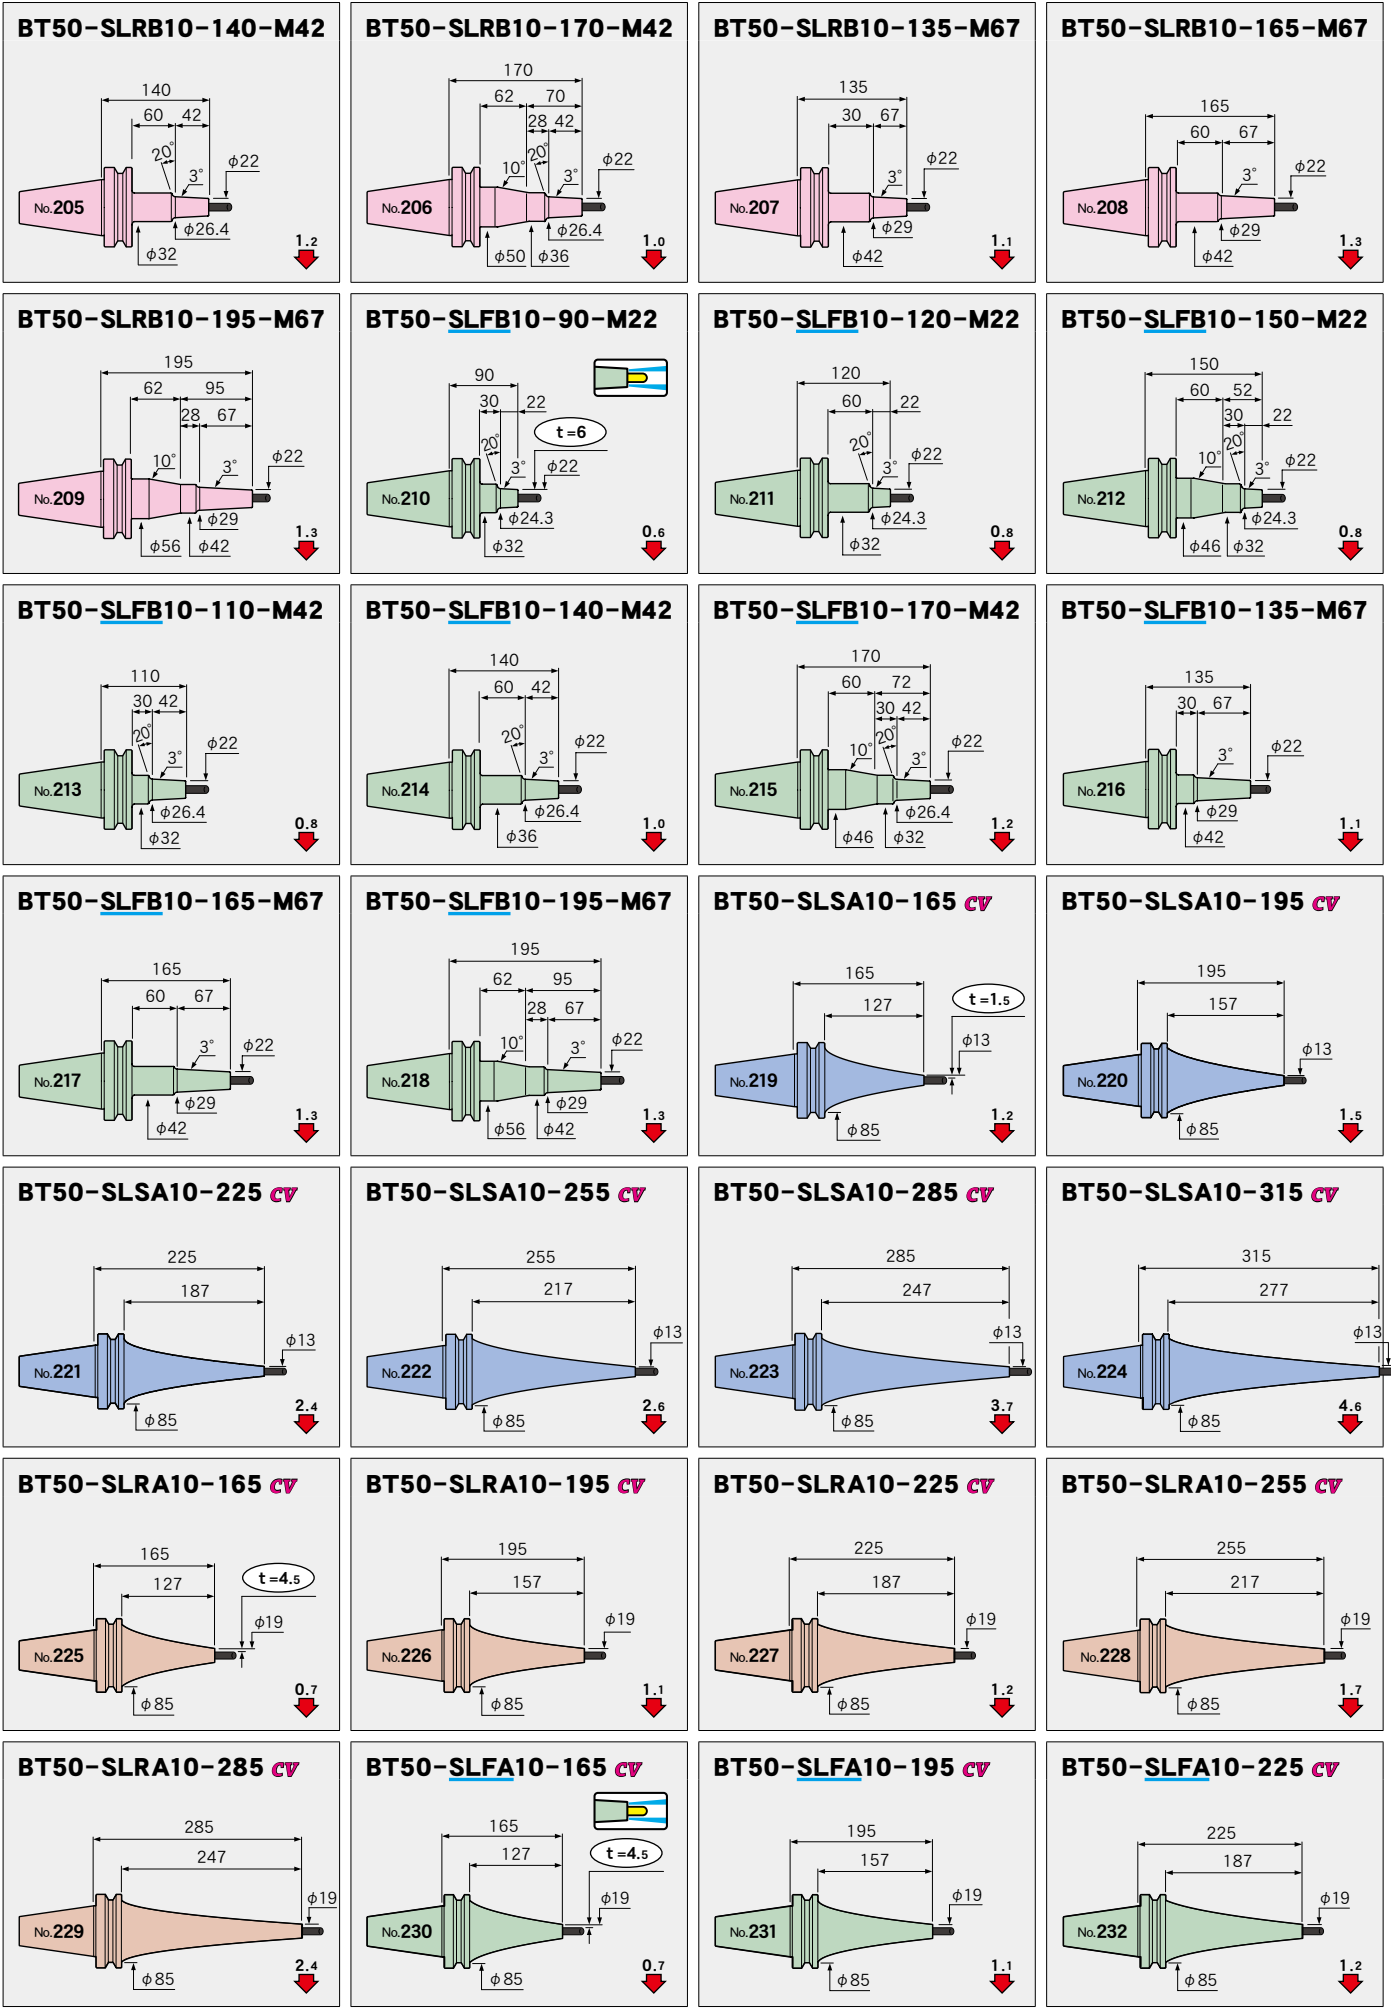 BT50-SLRB10-140-M42
140
60 42
20° 3° φ22
No.205
φ26.4
φ32
1.2
BT50-SLRB10-170-M42
170
62 70
28 42
10° 20° 3° φ22
No.206
φ26.4
φ50 φ36
1.0
BT50-SLRB10-135-M67
135
30 67
3° φ22
No.207
φ29
φ42
1.1
BT50-SLRB10-165-M67
165
60 67
3° φ22
No.208
φ29
φ42
1.3
BT50-SLRB10-195-M67
195
62 95
28 67
10° 3° φ22
No.209
φ29
φ56 φ42
1.3
BT50-SLFB10-90-M22
90
30 22
t=6
20° 3° φ22
No.210
φ24.3
φ32
0.6
BT50-SLFB10-120-M22
120
60 22
20° 3° φ22
No.211
φ24.3
φ32
0.8
BT50-SLFB10-150-M22
150
60 52
30 22
10° 20° 3° φ22
No.212
φ24.3
φ46 φ32
0.8
BT50-SLFB10-110-M42
110
30 42
20° 3° φ22
No.213
φ26.4
φ32
0.8
BT50-SLFB10-140-M42
140
60 42
20° 3° φ22
No.214
φ26.4
φ36
1.0
BT50-SLFB10-170-M42
170
60 72
30 42
10° 20° 3° φ22
No.215
φ26.4
φ46 φ32
1.2
BT50-SLFB10-135-M67
135
30 67
3° φ22
No.216
φ29
φ42
1.1
BT50-SLFB10-165-M67
165
60 67
3° φ22
No.217
φ29
φ42
1.3
BT50-SLFB10-195-M67
195
62 95
28 67
10° 3° φ22
No.218
φ29
φ56 φ42
1.3
BT50-SLSA10-165 CV
165
127
t=1.5
φ13
No.219
φ85
1.2
BT50-SLSA10-195 CV
195
157
φ13
No.220
φ85
1.5
BT50-SLSA10-225 CV
225
187
φ13
No.221
φ85
2.4
BT50-SLSA10-255 CV
255
217
φ13
No.222
φ85
2.6
BT50-SLSA10-285 CV
285
247
φ13
No.223
φ85
3.7
BT50-SLSA10-315 CV
315
277
φ13
No.224
φ85
4.6
BT50-SLRA10-165 CV
165
127
t=4.5
φ19
No.225
φ85
0.7
BT50-SLRA10-195 CV
195
157
φ19
No.226
φ85
1.1
BT50-SLRA10-225 CV
225
187
φ19
No.227
φ85
1.2
BT50-SLRA10-255 CV
255
217
φ19
No.228
φ85
1.7
BT50-SLRA10-285 CV
285
247
φ19
No.229
φ85
2.4
BT50-SLFA10-165 CV
165
127
t=4.5
φ19
No.230
φ85
0.7
BT50-SLFA10-195 CV
195
157
φ19
No.231
φ85
1.1
BT50-SLFA10-225 CV
225
187
φ19
No.232
φ85
1.2